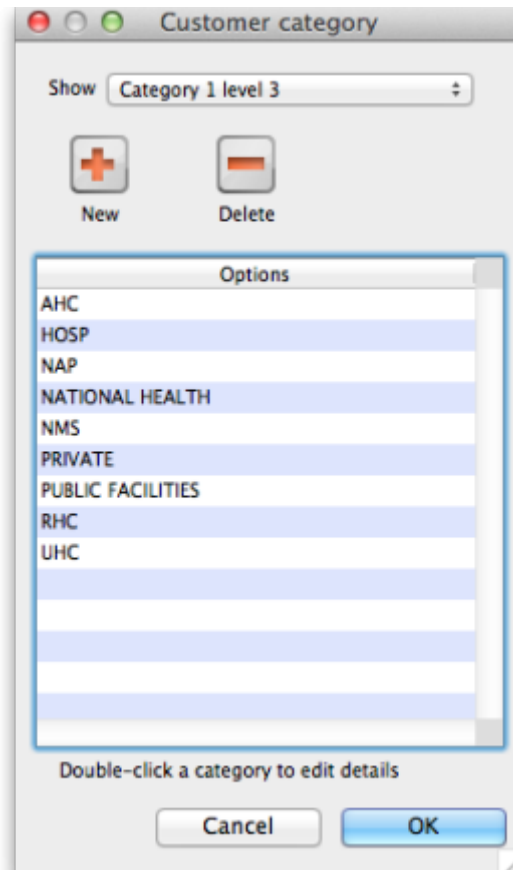 Customer category
Show Category 1 level 3
New Delete
Options
AHC
HOSP
NAP
NATIONAL HEALTH
NMS
PRIVATE
PUBLIC FACILITIES
RHC
UHC
Double-click a category to edit details
Cancel OK